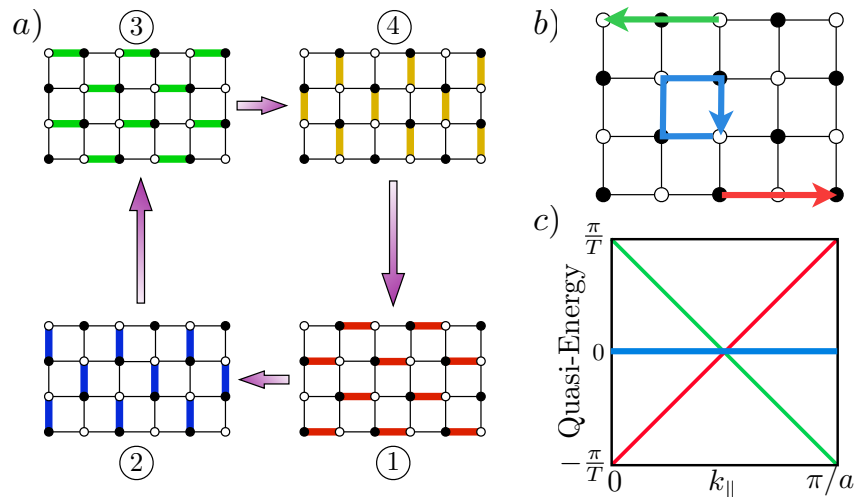 a)
③
④
②
①
b)
c)
Quasi-Energy
π/T
0
−π/T
0
k∥
π/a